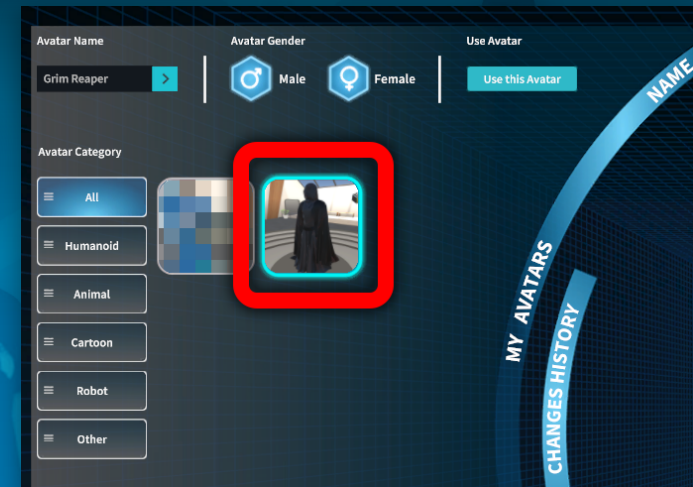 Avatar Name
Avatar Gender
Use Avatar
Grim Reaper
Male
Female
Use this Avatar
Avatar Category
All
Humanoid
Animal
Cartoon
Robot
Other
NAME
MY AVATARS
CHANGES HISTORY